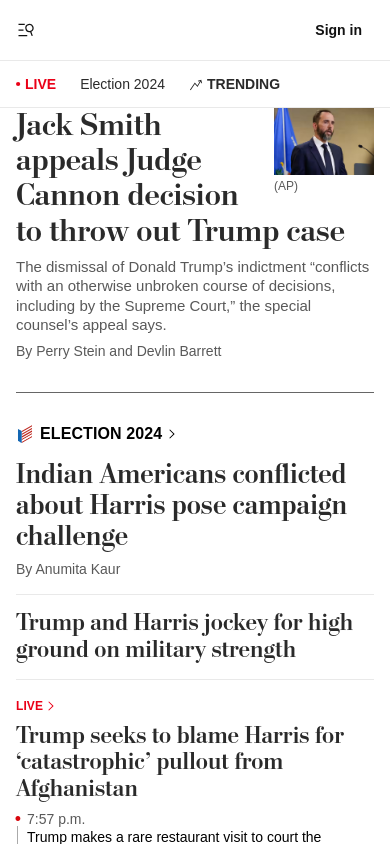 Sign in
LIVE
Election 2024
TRENDING
Jack Smith
appeals Judge
Cannon decision
to throw out Trump case
(AP)
The dismissal of Donald Trump’s indictment “conflicts
with an otherwise unbroken course of decisions,
including by the Supreme Court,” the special
counsel’s appeal says.
By Perry Stein and Devlin Barrett
ELECTION 2024
Indian Americans conflicted
about Harris pose campaign
challenge
By Anumita Kaur
Trump and Harris jockey for high
ground on military strength
LIVE
Trump seeks to blame Harris for
‘catastrophic’ pullout from
Afghanistan
7:57 p.m.
Trump makes a rare restaurant visit to court the